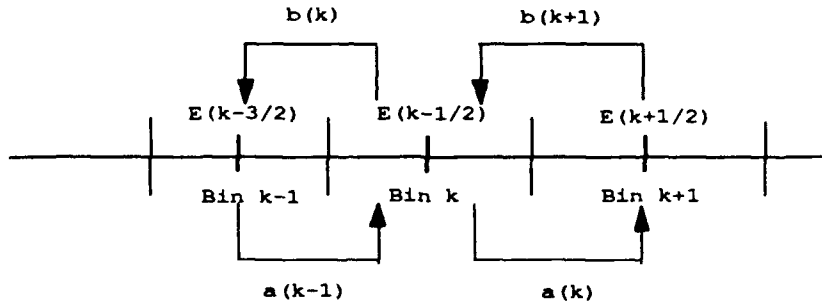 b(k) b(k+1)
E(k-3/2) E(k-1/2) E(k+1/2)
Bin k-1 Bin k Bin k+1
a(k-1) a(k)